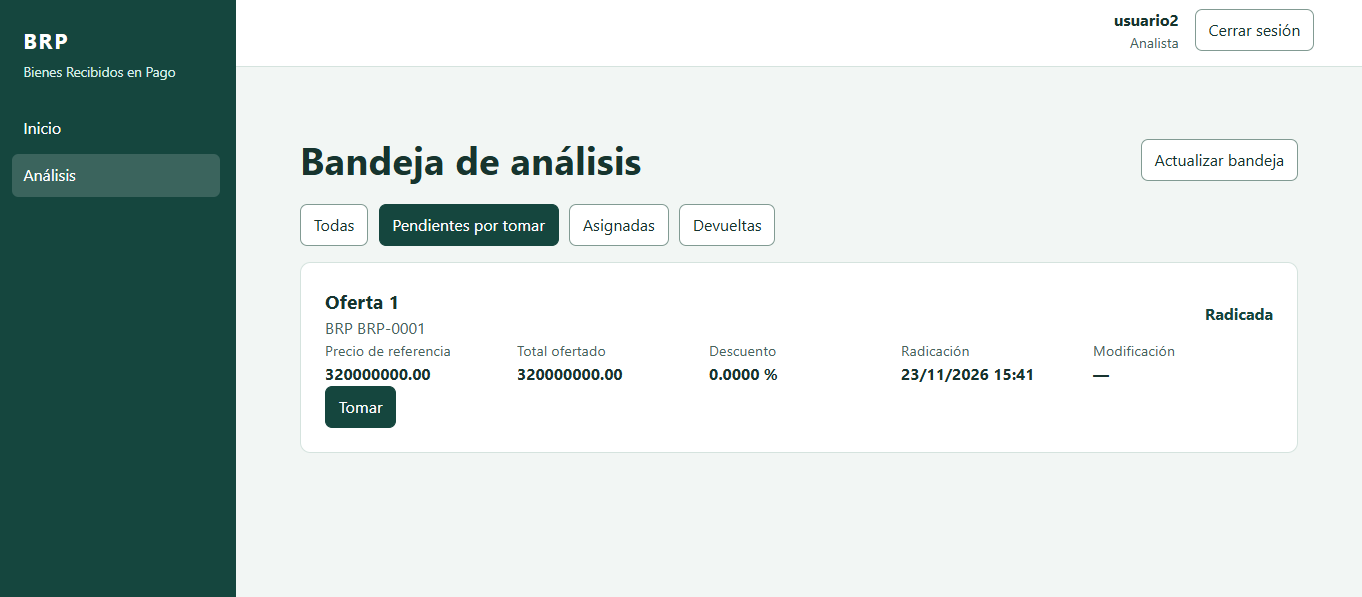 BRP
Bienes Recibidos en Pago
Inicio
Análisis
usuario2
Analista
Cerrar sesión
Bandeja de análisis
Actualizar bandeja
Todas
Pendientes por tomar
Asignadas
Devueltas
Oferta 1
BRP BRP-0001
Radicada
Precio de referencia
320000000.00
Total ofertado
320000000.00
Descuento
0.0000 %
Radicación
23/11/2026 15:41
Modificación
—
Tomar